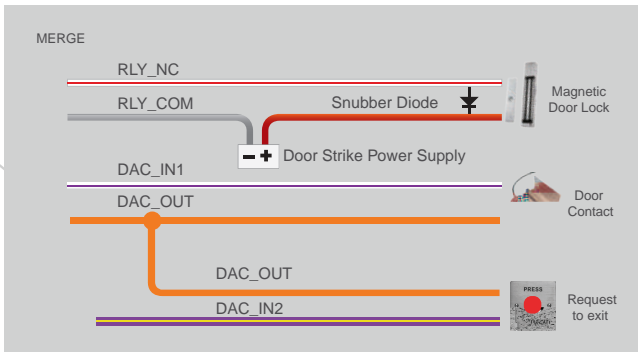 MERGE
RLY_NC
RLY_COM
Snubber Diode
Magnetic
Door Lock
Door Strike Power Supply
DAC_IN1
DAC_OUT
Door
Contact
DAC_OUT
PRESS
Request
to exit
DAC_IN2